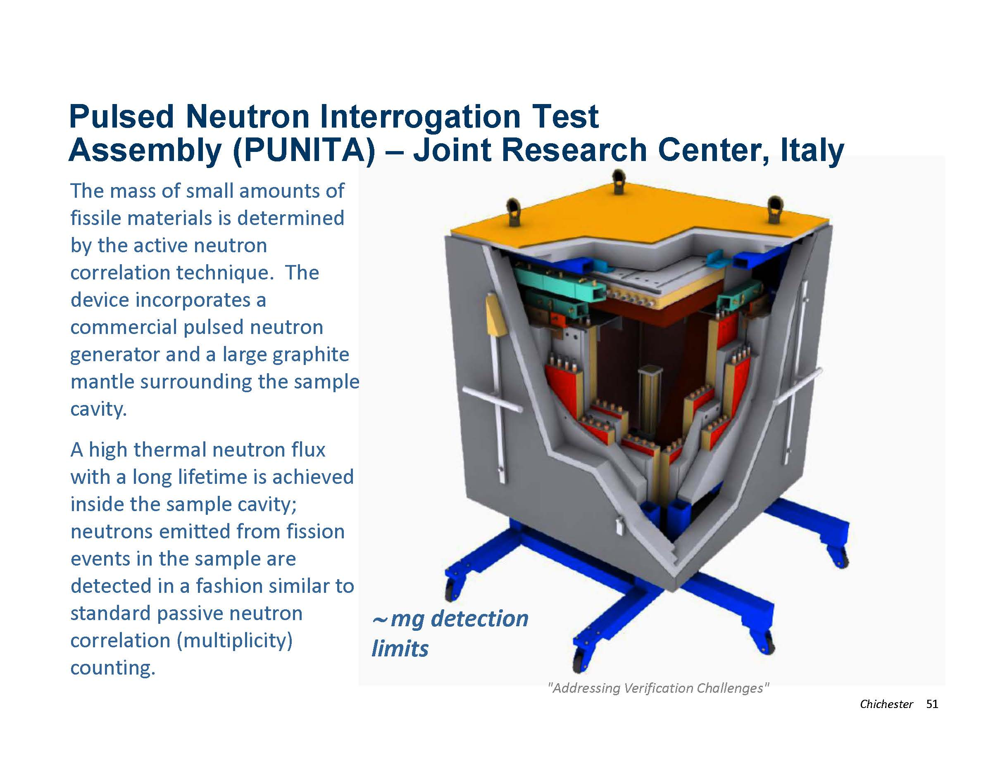 Pulsed Neutron Interrogation Test
Assembly (PUNITA) – Joint Research Center, Italy
The mass of small amounts of
fissile materials is determined
by the active neutron
correlation technique.  The
device incorporates a
commercial pulsed neutron
generator and a large graphite
mantle surrounding the sample
cavity.
A high thermal neutron flux
with a long lifetime is achieved
inside the sample cavity;
neutrons emitted from fission
events in the sample are
detected in a fashion similar to
standard passive neutron
correlation (multiplicity)
counting.
~mg detection
limits
"Addressing Verification Challenges"
Chichester 51